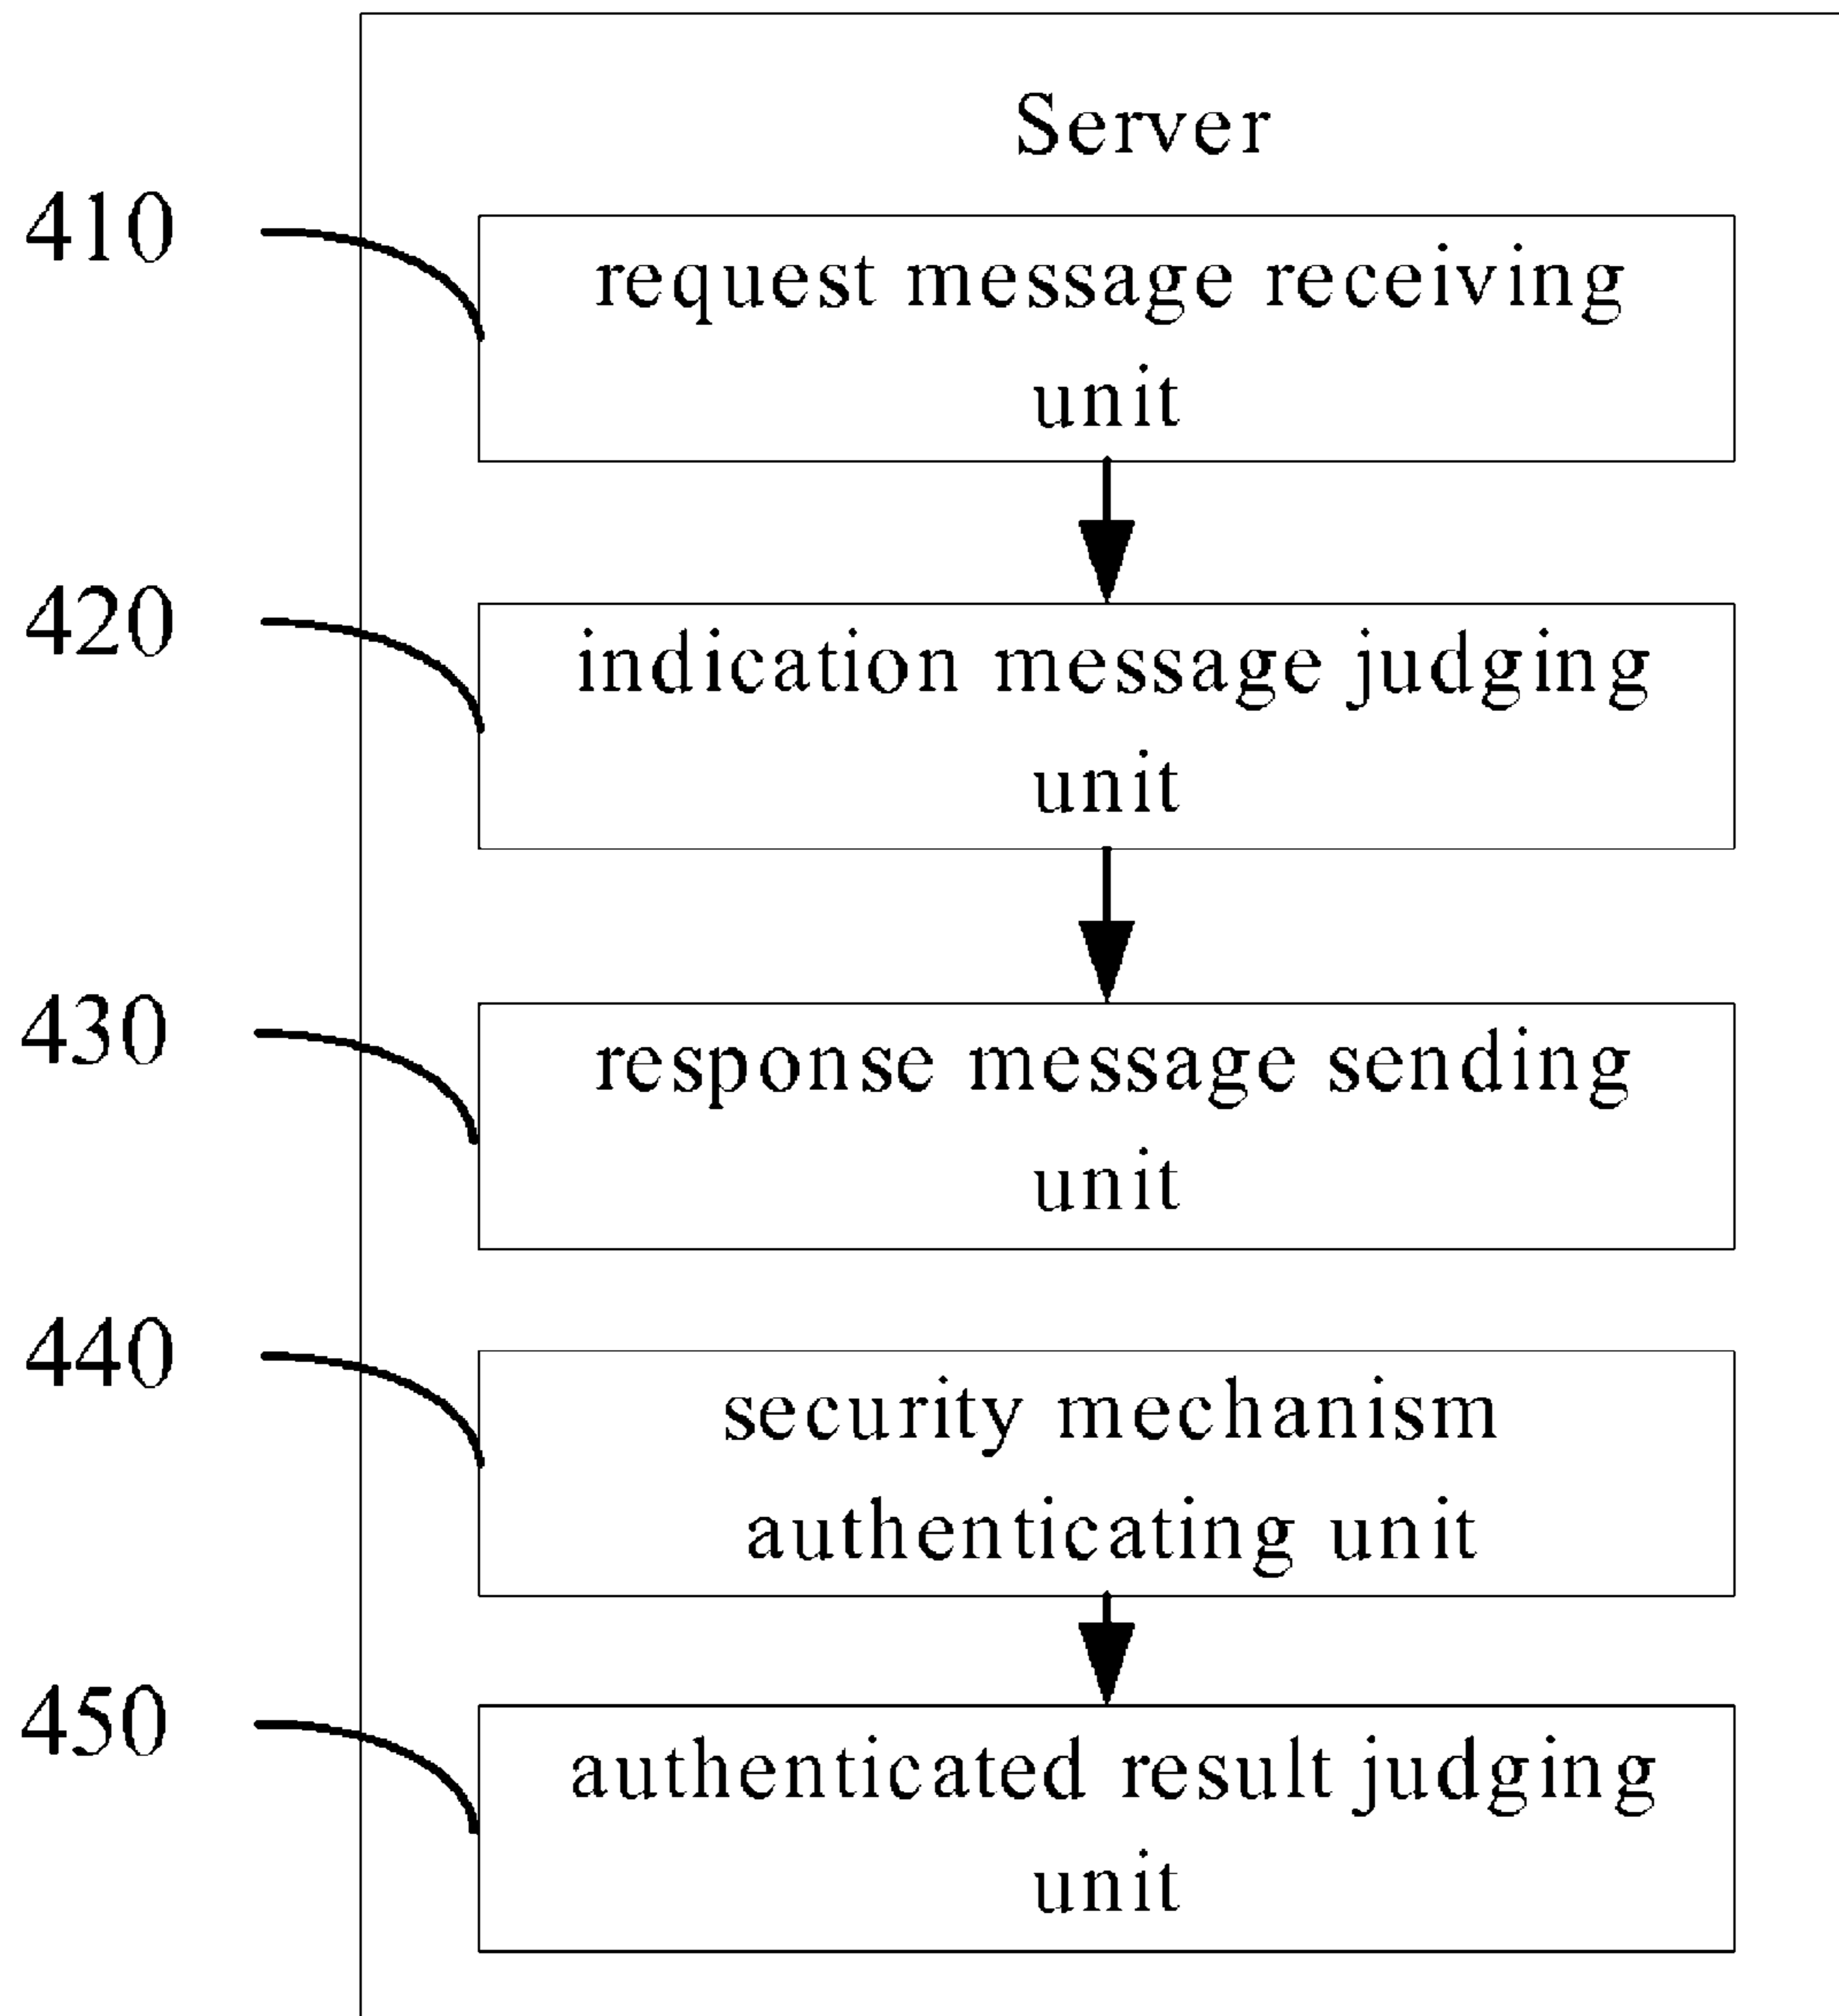 Server
410
request message receiving
unit
420
indication message judging
unit
430
response message sending
unit
440
security mechanism
authenticating unit
450
authenticated result judging
unit